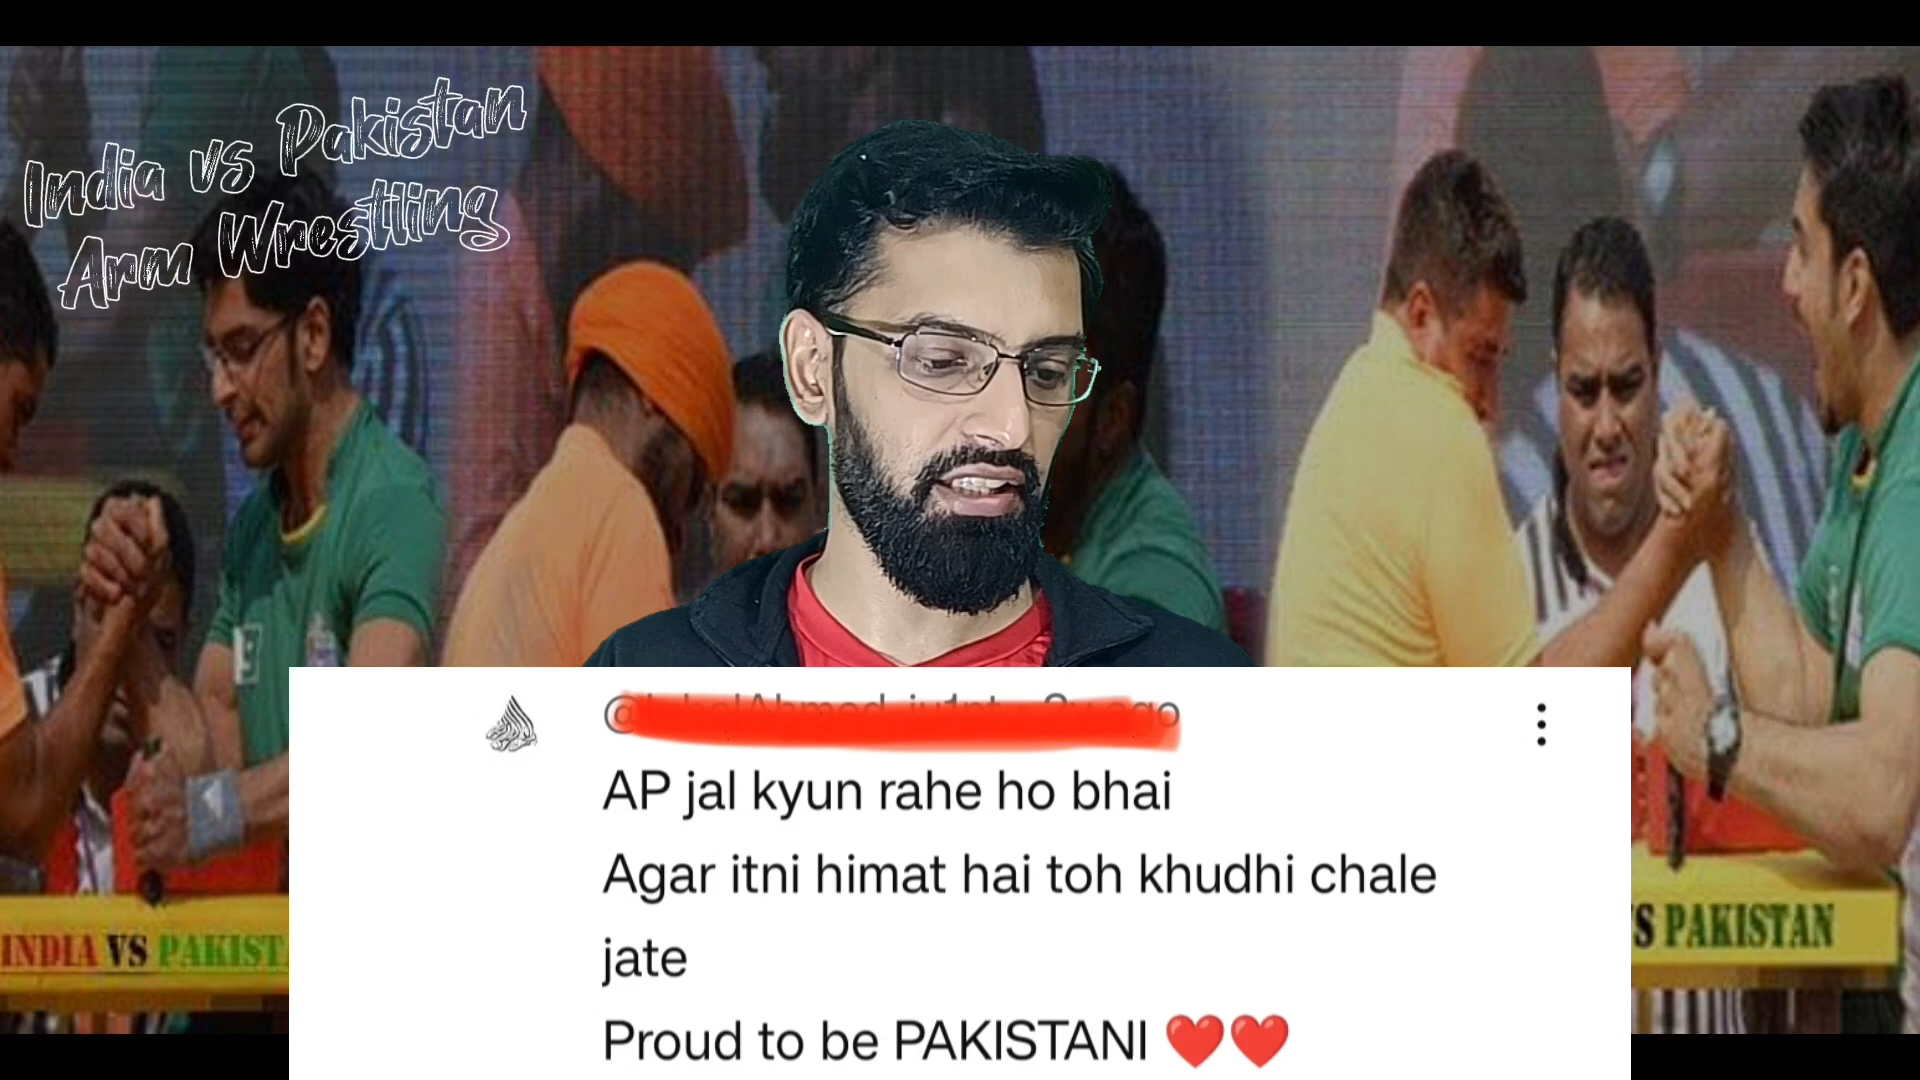 India vs Pakistan
Arm Wrestling
AP jal kyun rahe ho bhai
Agar itni himat hai toh khudhi chale
jate
Proud to be PAKISTANI ❤️❤️
INDIA VS PAKIST
S PAKISTAN